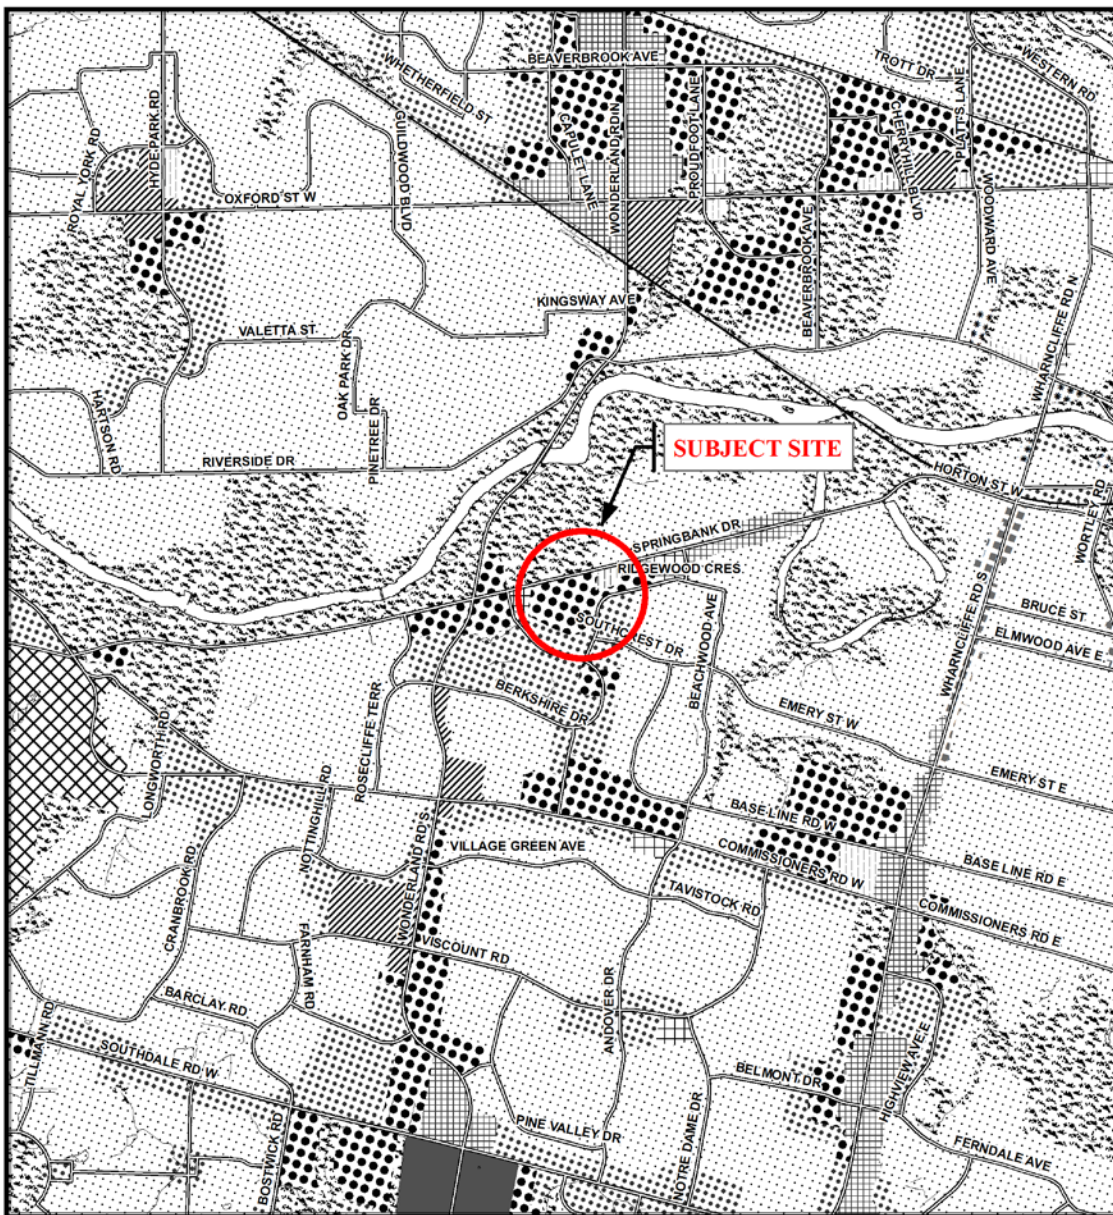 BEAVERBROOK AVE
TROTT DR
WESTERN RD
WHETHERFIELD ST
PLATT'S LANE
HYDE PARK RD
GUILDWOOD BLVD
CAPULET LANE
WONDERLAND RD N
PROUDFOOT LANE
CHERRYHILL BLVD
ROYAL YORK RD
OXFORD ST W
WOODWARD AVE
BEAVERBROOK AVE
KINGSWAY AVE
WHARNCLIFFE RD N
VALETTA ST
OAK PARK DR
HARTSON RD
PINETREE DR
SUBJECT SITE
RIVERSIDE DR
HORTON ST W
WORTLEY RD
SPRINGBANK DR
RIDGEWOOD CRES
BRUCE ST
SOUTHCREST DR
WHARNCLIFFE RD S
ELMWOOD AVE E
BEACHWOOD AVE
BERKSHIRE DR
ROSECLIFFE TERR
EMERY ST W
LONGWORTH RD
EMERY ST E
NOTTINGHILL RD
BASE LINE RD W
WONDERLAND RD S
VILLAGE GREEN AVE
COMMISSIONERS RD W
BASE LINE RD E
CRANBROOK RD
TAVISTOCK RD
COMMISSIONERS RD E
FARNHAM RD
VISCOUNT RD
ANDOVER DR
BARCLAY RD
TILLMANN RD
SOUTHDALE RD W
HIGHVIEW AVE E
BELMONT DR
PINE VALLEY DR
NOTRE DAME DR
FERNDALE AVE
BOSTWICK RD